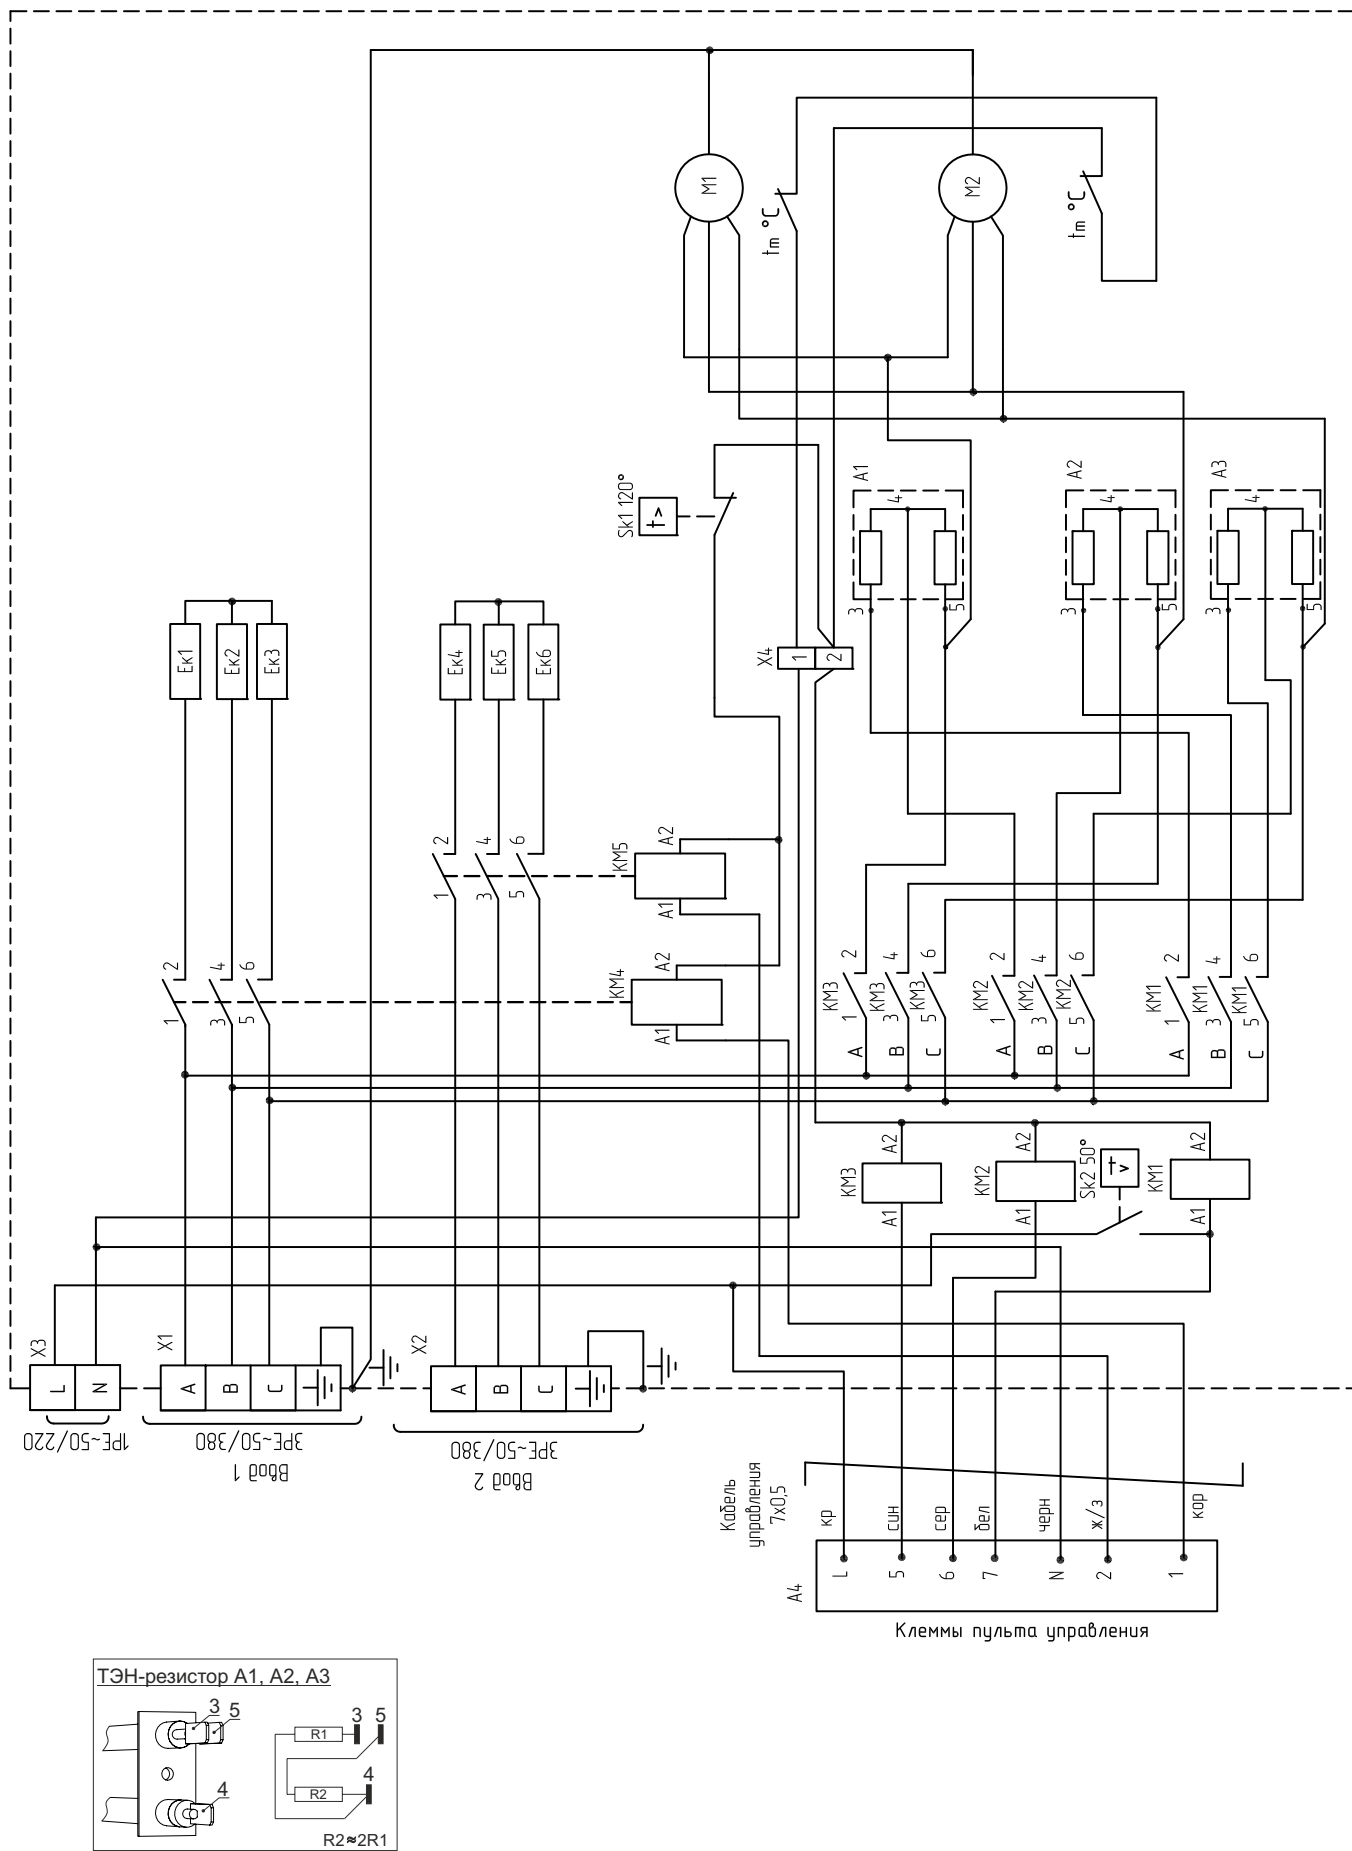 M1
M2
tm °C
tm °C
Sk1 120°
t>
A1
4
3
5
A2
4
3
5
A3
4
3
5
X4
1
2
Ек1
Ек2
Ек3
Ек4
Ек5
Ек6
1
2
3
4
5
6
KM5
A2
A1
1
2
3
4
5
6
KM4
A2
A1
KM3
1
2
KM3
3
4
KM3
5
6
A
B
C
KM2
1
2
KM2
3
4
KM2
5
6
A
B
C
KM1
1
2
KM1
3
4
KM1
5
6
A
B
C
KM3
A2
A1
KM2
A2
A1
Sk2 50°
t>
KM1
A2
A1
X3
L
N
1PE~50/220
X1
A
B
C
3PE~50/380
Ввод 1
X2
A
B
C
3PE~50/380
Ввод 2
Кабель
управления
7x0,5
кр
син
сер
бел
черн
ж/з
кор
A4
L
5
6
7
N
2
1
Клеммы пульта управления
ТЭН-резистор А1, А2, А3
3
5
4
3
5
R1
4
R2
R2≈2R1